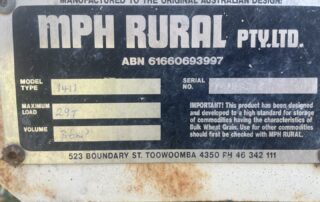 MANUFACTURED TO THE ORIGINAL AUSTRALIAN DESIGN
MPH RURAL PTY.LTD.
ABN 61660693997
MODEL TYPE
SERIAL NO.
MAXIMUM LOAD 29T
VOLUME
IMPORTANT! This product has been designed
and developed to a high standard for storage
of commodities having the characteristics of
Bulk Wheat Grain. Use for other commodities
should first be checked with MPH RURAL.
523 BOUNDARY ST. TOOWOOMBA 4350 PH 46 342 111